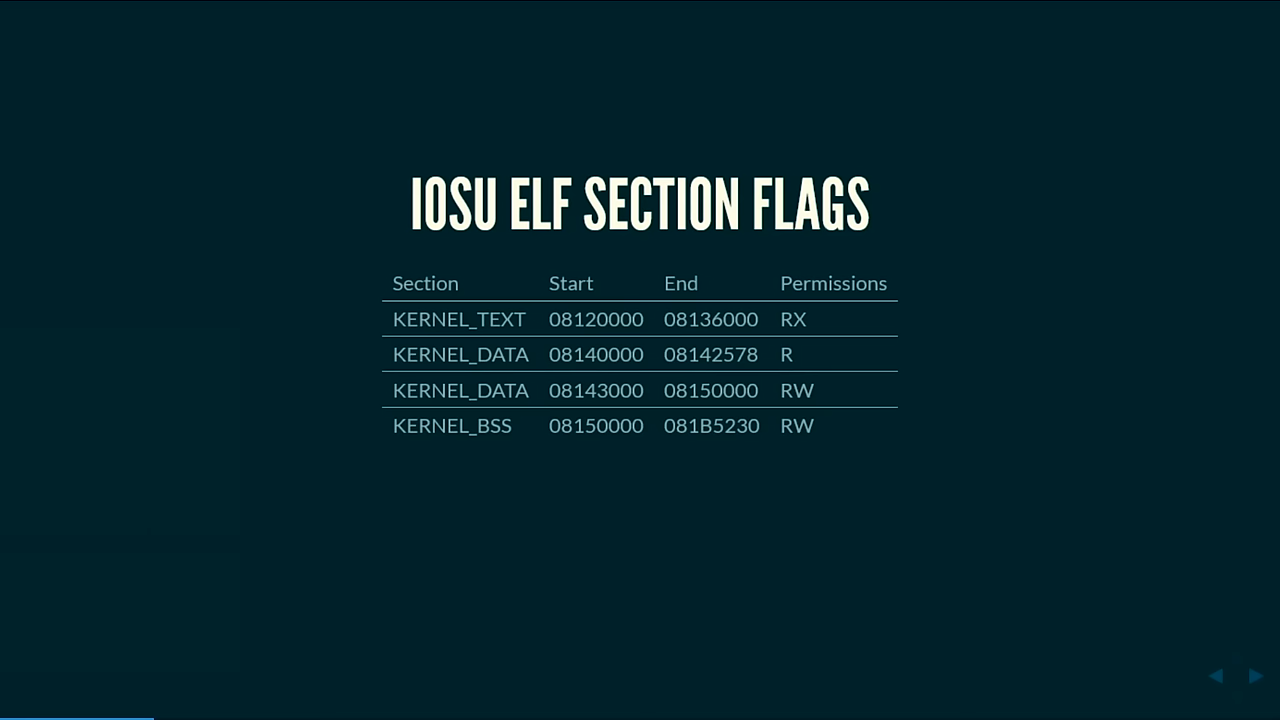 IOSU ELF SECTION FLAGS
Section Start End Permissions
KERNEL_TEXT 08120000 08136000 RX
KERNEL_DATA 08140000 08142578 R
KERNEL_DATA 08143000 08150000 RW
KERNEL_BSS 08150000 081B5230 RW